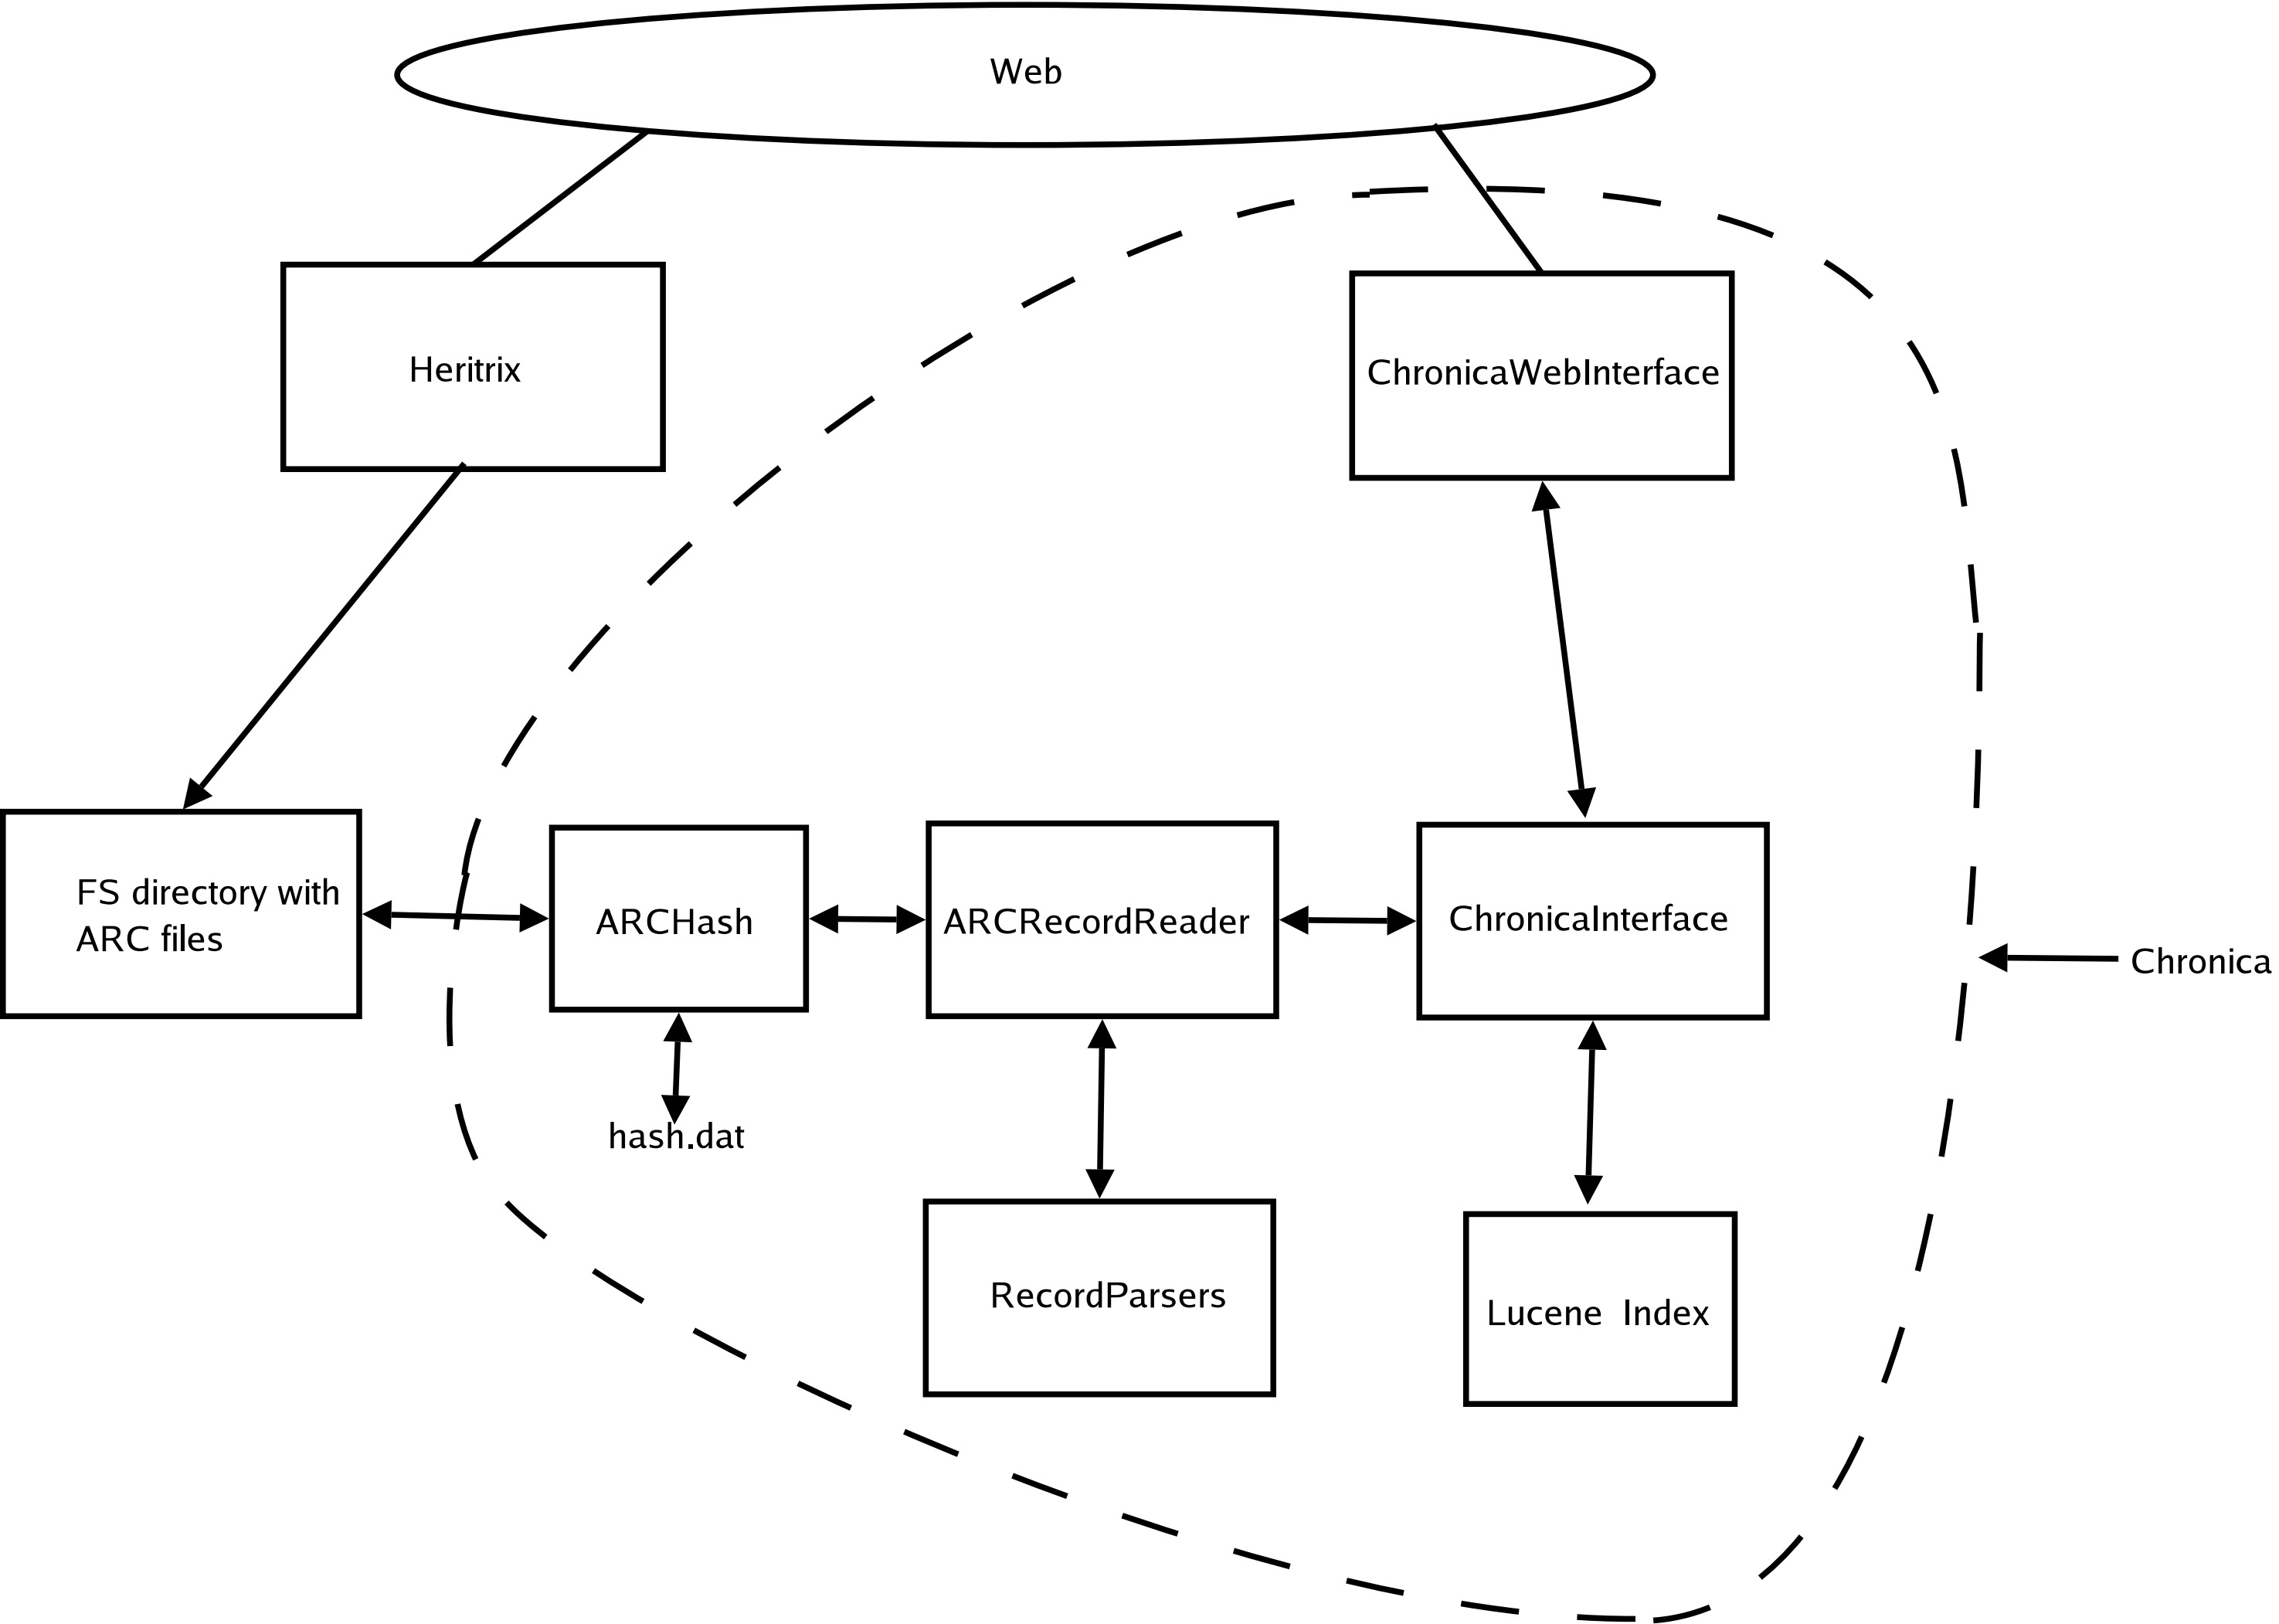 Web
Heritrix
ChronicaWebInterface
FS directory with
ARC files
ARCHash
ARCRecordReader
ChronicaInterface
Chronica
hash.dat
RecordParsers
Lucene Index